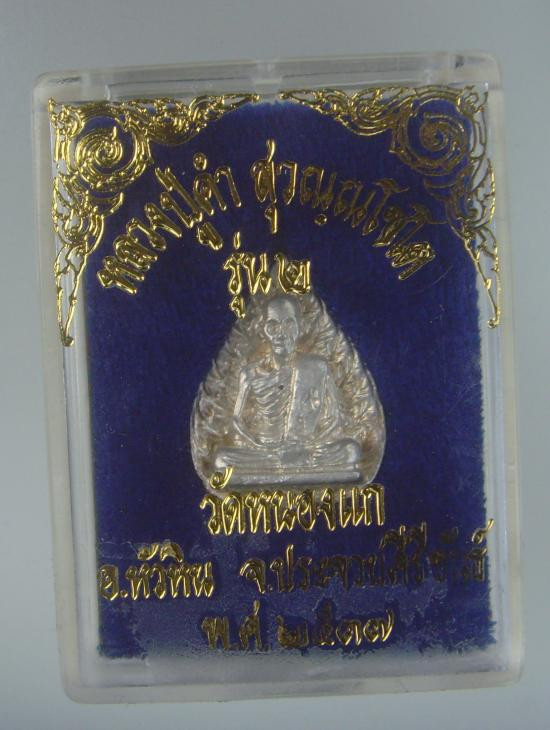 หลวงปู่คำ สุวณฺณโชโต
รุ่น ๒
วัดหนองแก
อ.หัวหิน จ.ประจวบคีรีขันธ์
พ.ศ. ๒๕๓๗